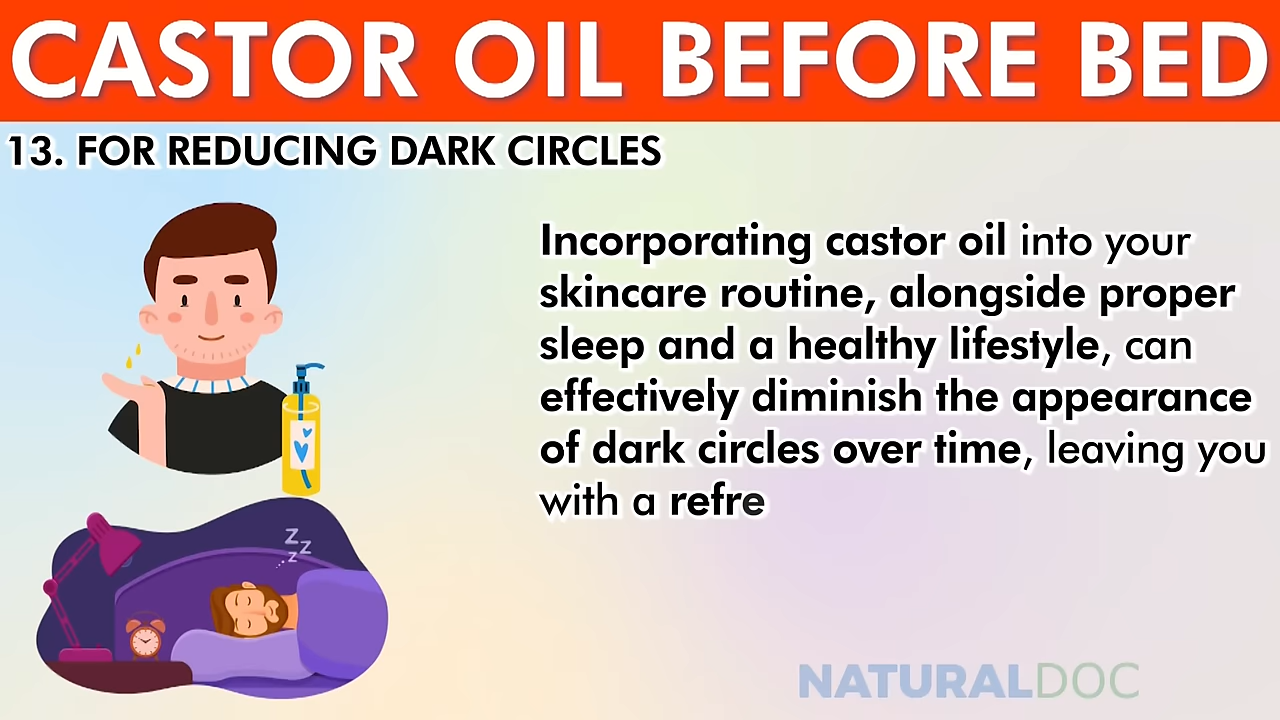 CASTOR OIL BEFORE BED
13. FOR REDUCING DARK CIRCLES
Incorporating castor oil into your
skincare routine, alongside proper
sleep and a healthy lifestyle, can
effectively diminish the appearance
of dark circles over time, leaving you
with a refre
Z Z
z
NATURALDOC